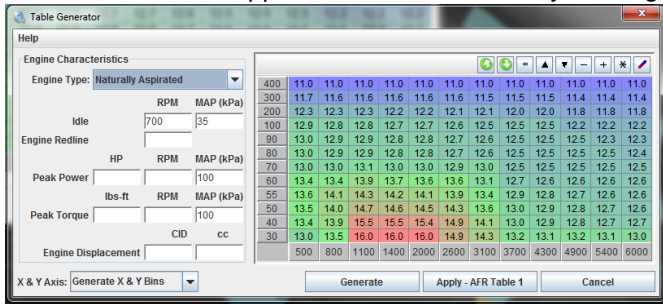 Table Generator
Help
Engine Characteristics
Engine Type: Naturally Aspirated
RPM MAP (kPa)
Idle 700 35
Engine Redline
HP RPM MAP (kPa)
Peak Power 100
lbs-ft RPM MAP (kPa)
Peak Torque 100
CID cc
Engine Displacement
X & Y Axis: Generate X & Y Bins
= − + *
400 11.0 11.0 11.0 11.0 11.0 11.0 11.0 11.0 11.0 11.0 11.0 11.0
300 11.7 11.6 11.6 11.6 11.6 11.6 11.5 11.5 11.5 11.4 11.4 11.4
200 12.3 12.3 12.3 12.2 12.2 12.1 12.1 12.0 12.0 11.8 11.8 11.8
100 12.9 12.8 12.8 12.7 12.7 12.6 12.5 12.5 12.5 12.2 12.2 12.2
90 13.0 12.9 12.9 12.8 12.8 12.7 12.6 12.5 12.5 12.5 12.3 12.3
80 13.0 12.9 12.9 12.8 12.8 12.7 12.6 12.5 12.5 12.5 12.5 12.4
70 13.0 13.0 13.1 13.0 13.0 12.9 13.0 12.5 12.5 12.5 12.5 12.5
60 13.4 13.4 13.9 13.7 13.6 13.6 13.1 12.7 12.6 12.6 12.6 12.6
55 13.6 14.1 14.3 14.2 14.1 13.9 13.4 12.9 12.8 12.7 12.6 12.6
50 13.5 14.0 14.7 14.6 14.5 14.3 13.6 13.0 12.9 12.8 12.7 12.6
40 13.4 13.9 15.5 15.5 15.4 14.9 14.1 13.0 12.9 12.8 12.7 12.7
30 13.0 13.5 16.0 16.0 16.0 14.9 14.3 13.2 13.1 13.2 13.1 13.0
500 800 1100 1400 2000 2600 3100 3700 4300 4900 5400 6000
Generate Apply - AFR Table 1 Cancel